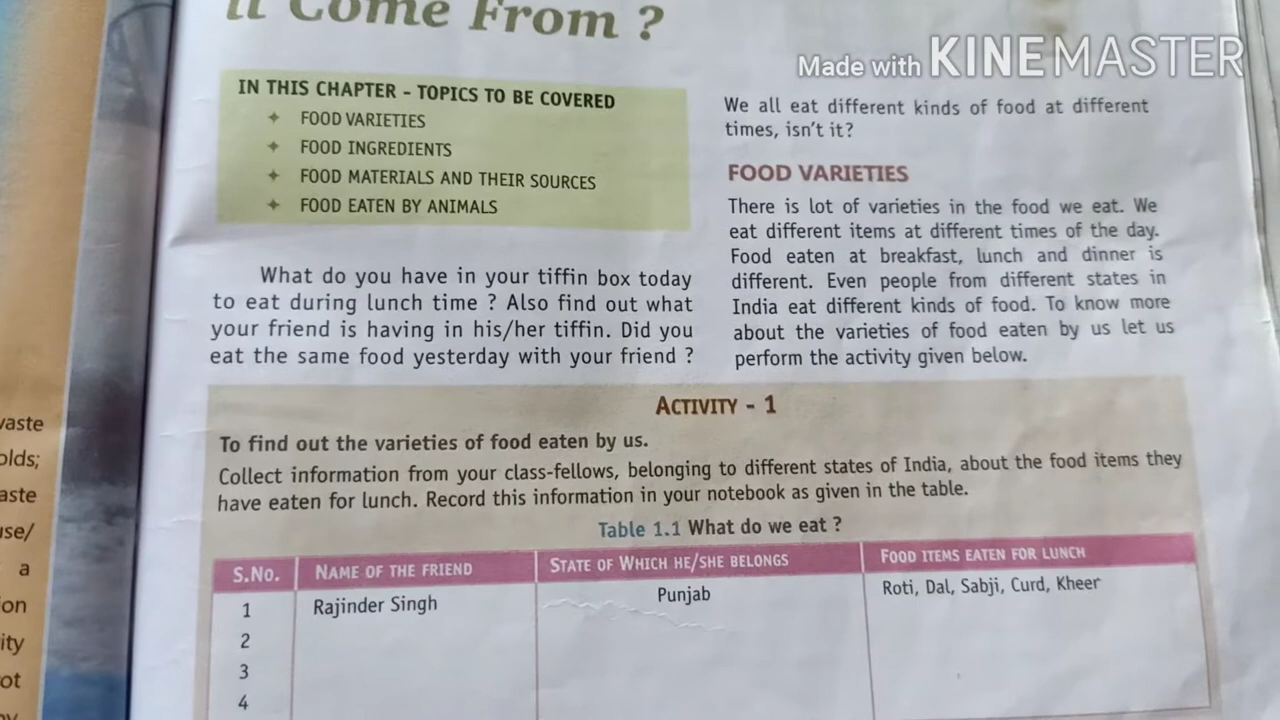 it Come From ?
Made with KINEMASTER
IN THIS CHAPTER - TOPICS TO BE COVERED
✦ FOOD VARIETIES
✦ FOOD INGREDIENTS
✦ FOOD MATERIALS AND THEIR SOURCES
✦ FOOD EATEN BY ANIMALS
What do you have in your tiffin box today
to eat during lunch time ? Also find out what
your friend is having in his/her tiffin. Did you
eat the same food yesterday with your friend ?
We all eat different kinds of food at different
times, isn't it?
FOOD VARIETIES
There is lot of varieties in the food we eat. We
eat different items at different times of the day.
Food eaten at breakfast, lunch and dinner is
different. Even people from different states in
India eat different kinds of food. To know more
about the varieties of food eaten by us let us
perform the activity given below.
ACTIVITY - 1
To find out the varieties of food eaten by us.
Collect information from your class-fellows, belonging to different states of India, about the food items they
have eaten for lunch. Record this information in your notebook as given in the table.
Table 1.1 What do we eat ?
S.No. NAME OF THE FRIEND STATE OF WHICH HE/SHE BELONGS FOOD ITEMS EATEN FOR LUNCH
1 Rajinder Singh Punjab Roti, Dal, Sabji, Curd, Kheer
2
3
4
a